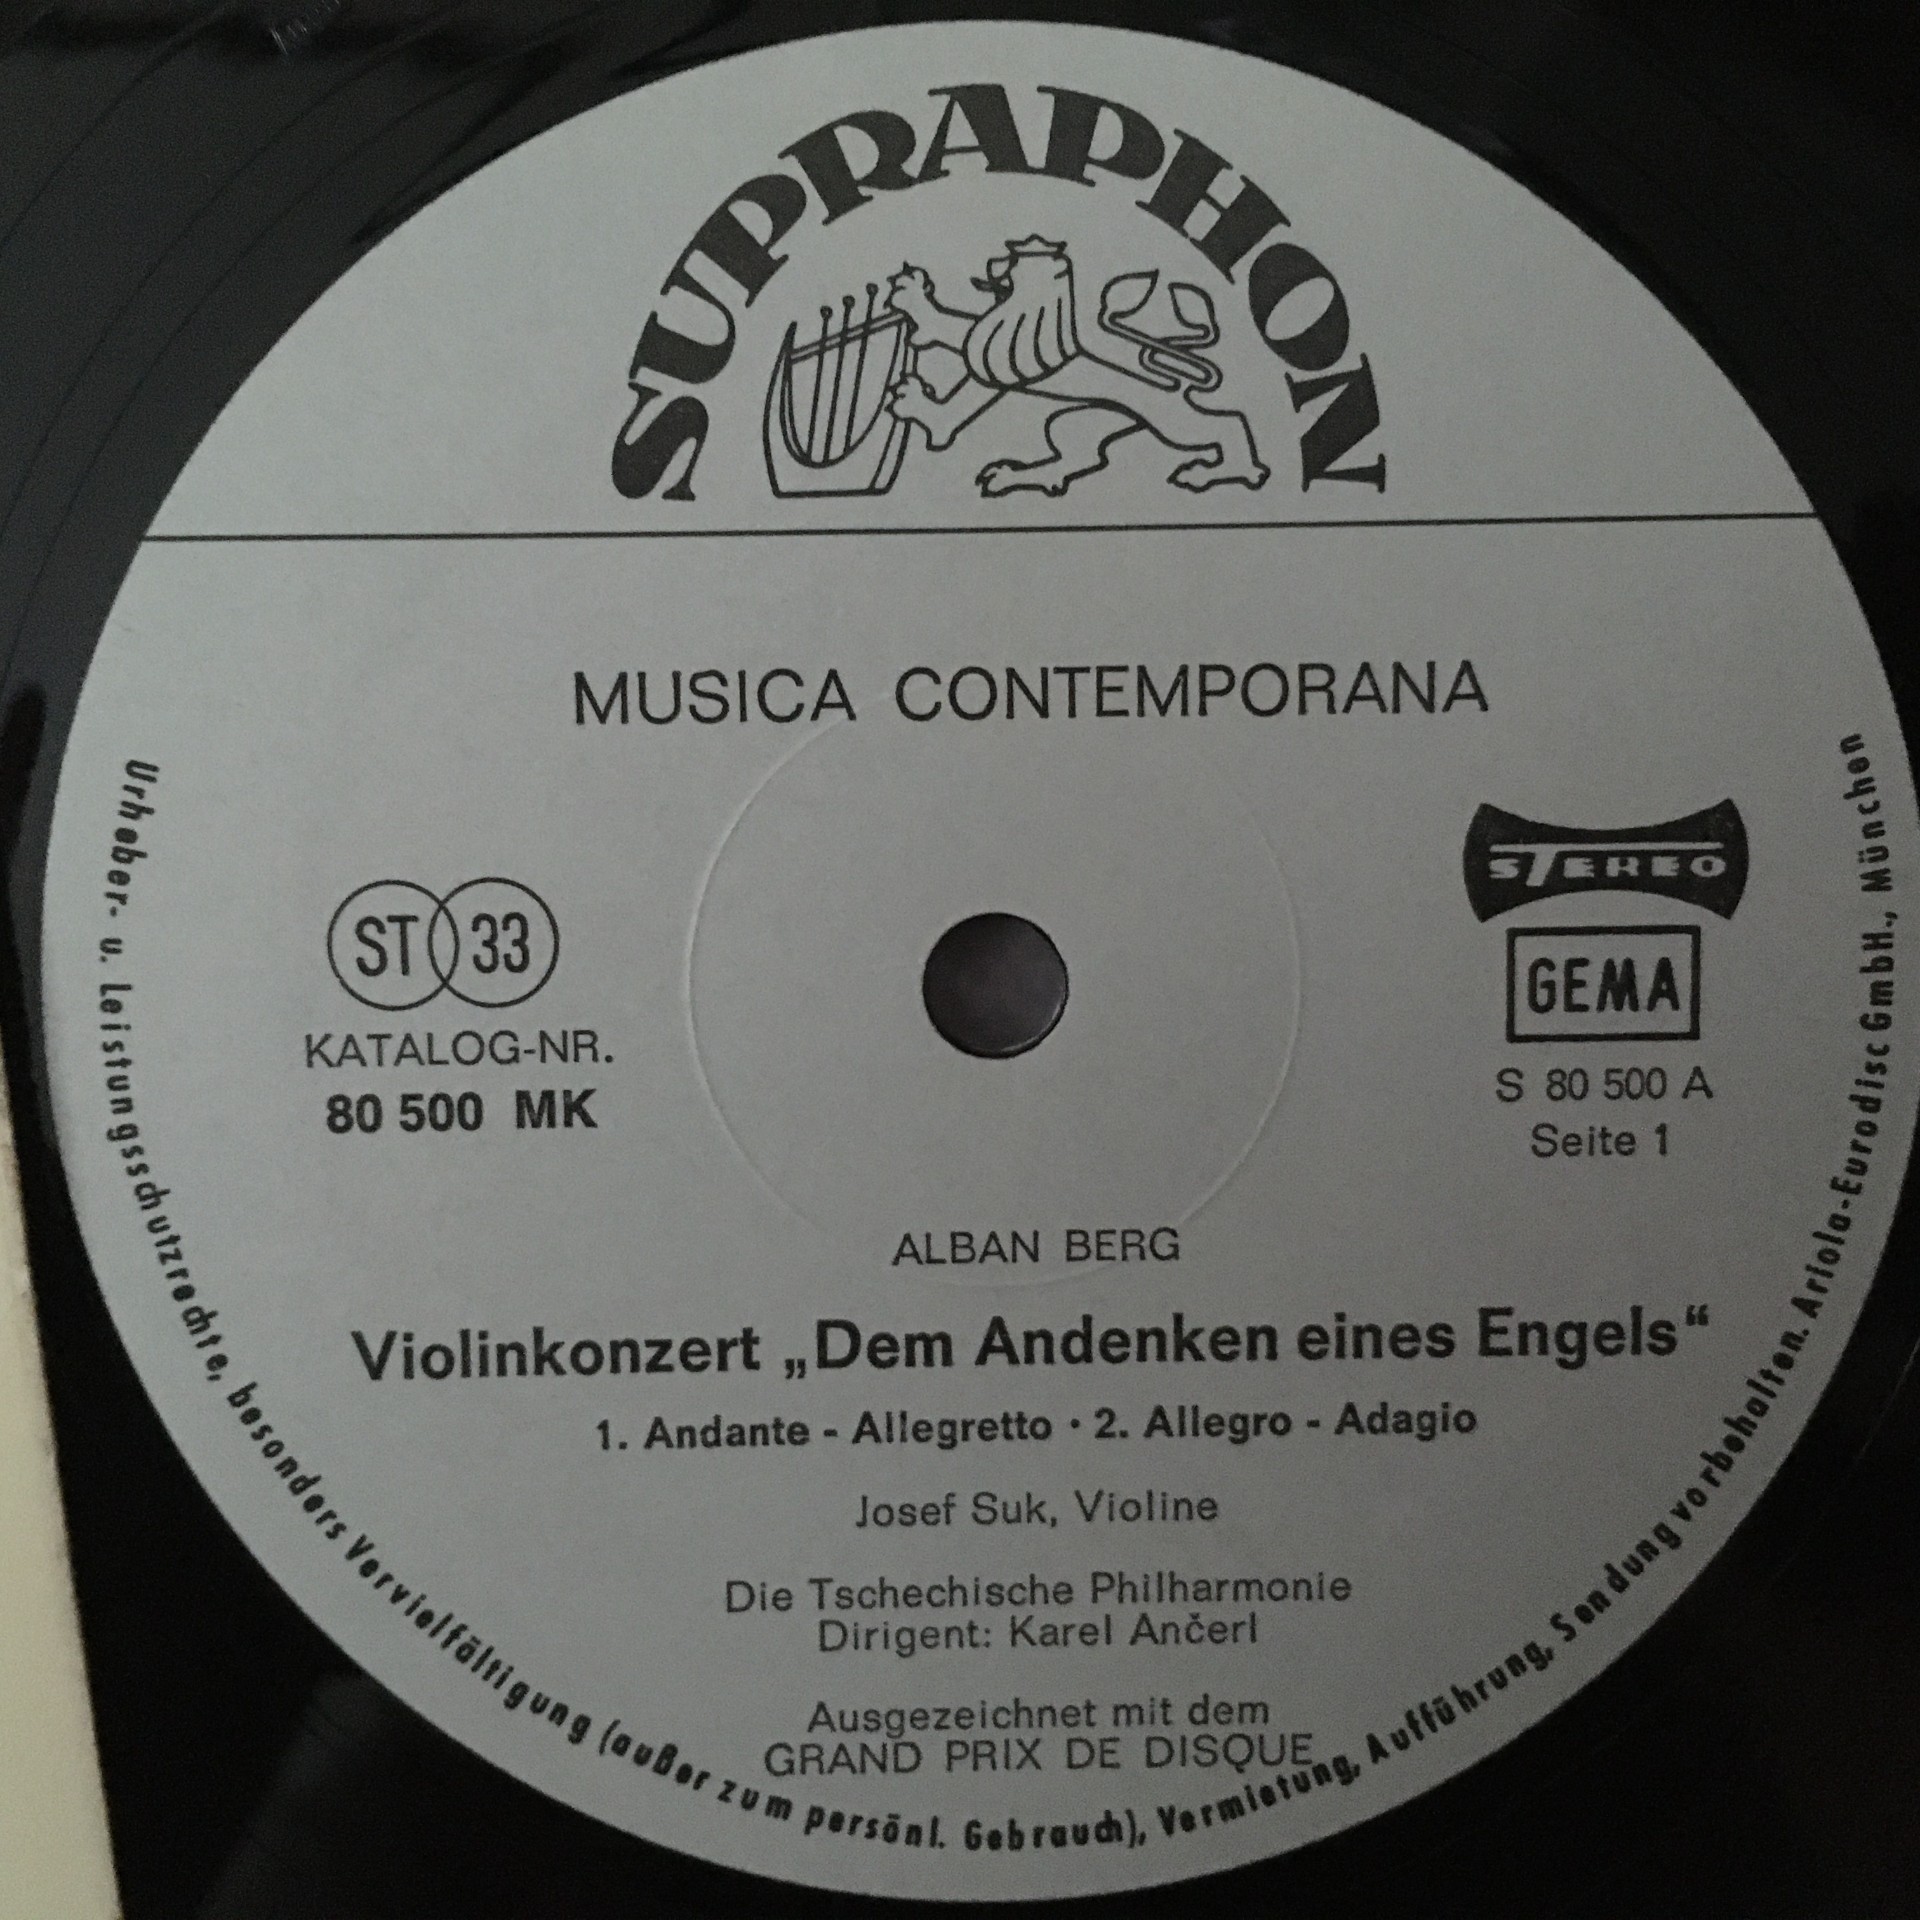 SUPRAPHON
MUSICA CONTEMPORANA
ST 33
KATALOG-NR.
80 500 MK
STEREO
GEMA
S 80 500 A
Seite 1
ALBAN BERG
Violinkonzert „Dem Andenken eines Engels“
1. Andante - Allegretto · 2. Allegro - Adagio
Josef Suk, Violine
Die Tschechische Philharmonie
Dirigent: Karel Ančerl
Ausgezeichnet mit dem
GRAND PRIX DE DISQUE
Urheber- u. Leistungsschutzrechte, besonders Vervielfältigung (außer zum persönl. Gebrauch), Vermietung, Aufführung, Sendung vorbehalten. Ariola-Eurodisc GmbH., München